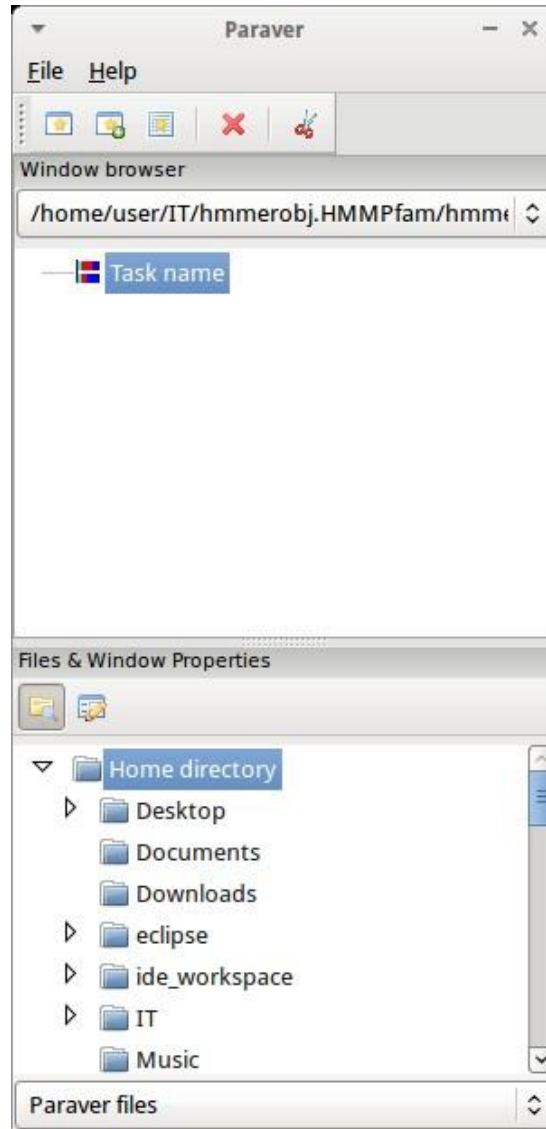 Paraver
File Help
Window browser
/home/user/IT/hmmerobj.HMMPfam/hmme
Task name
Files & Window Properties
Home directory
Desktop
Documents
Downloads
eclipse
ide_workspace
IT
Music
Paraver files